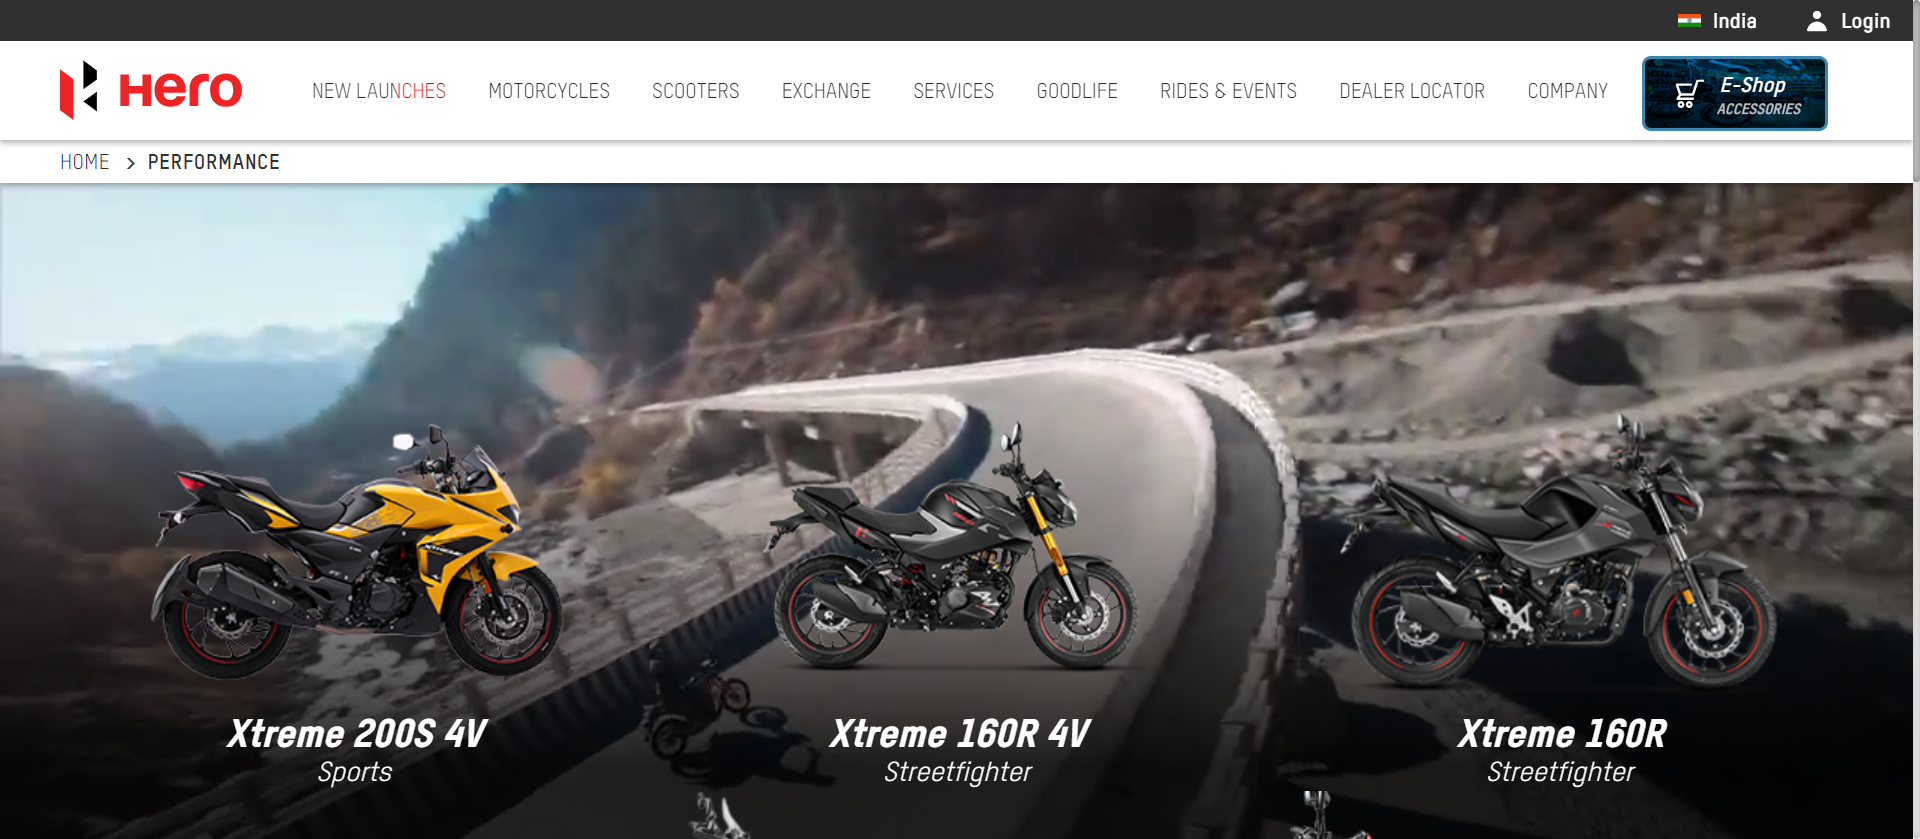 India Login
Hero
NEW LAUNCHES MOTORCYCLES SCOOTERS EXCHANGE SERVICES GOODLIFE RIDES & EVENTS DEALER LOCATOR COMPANY
E-Shop
ACCESSORIES
HOME > PERFORMANCE
Xtreme 200S 4V
Sports
Xtreme 160R 4V
Streetfighter
Xtreme 160R
Streetfighter